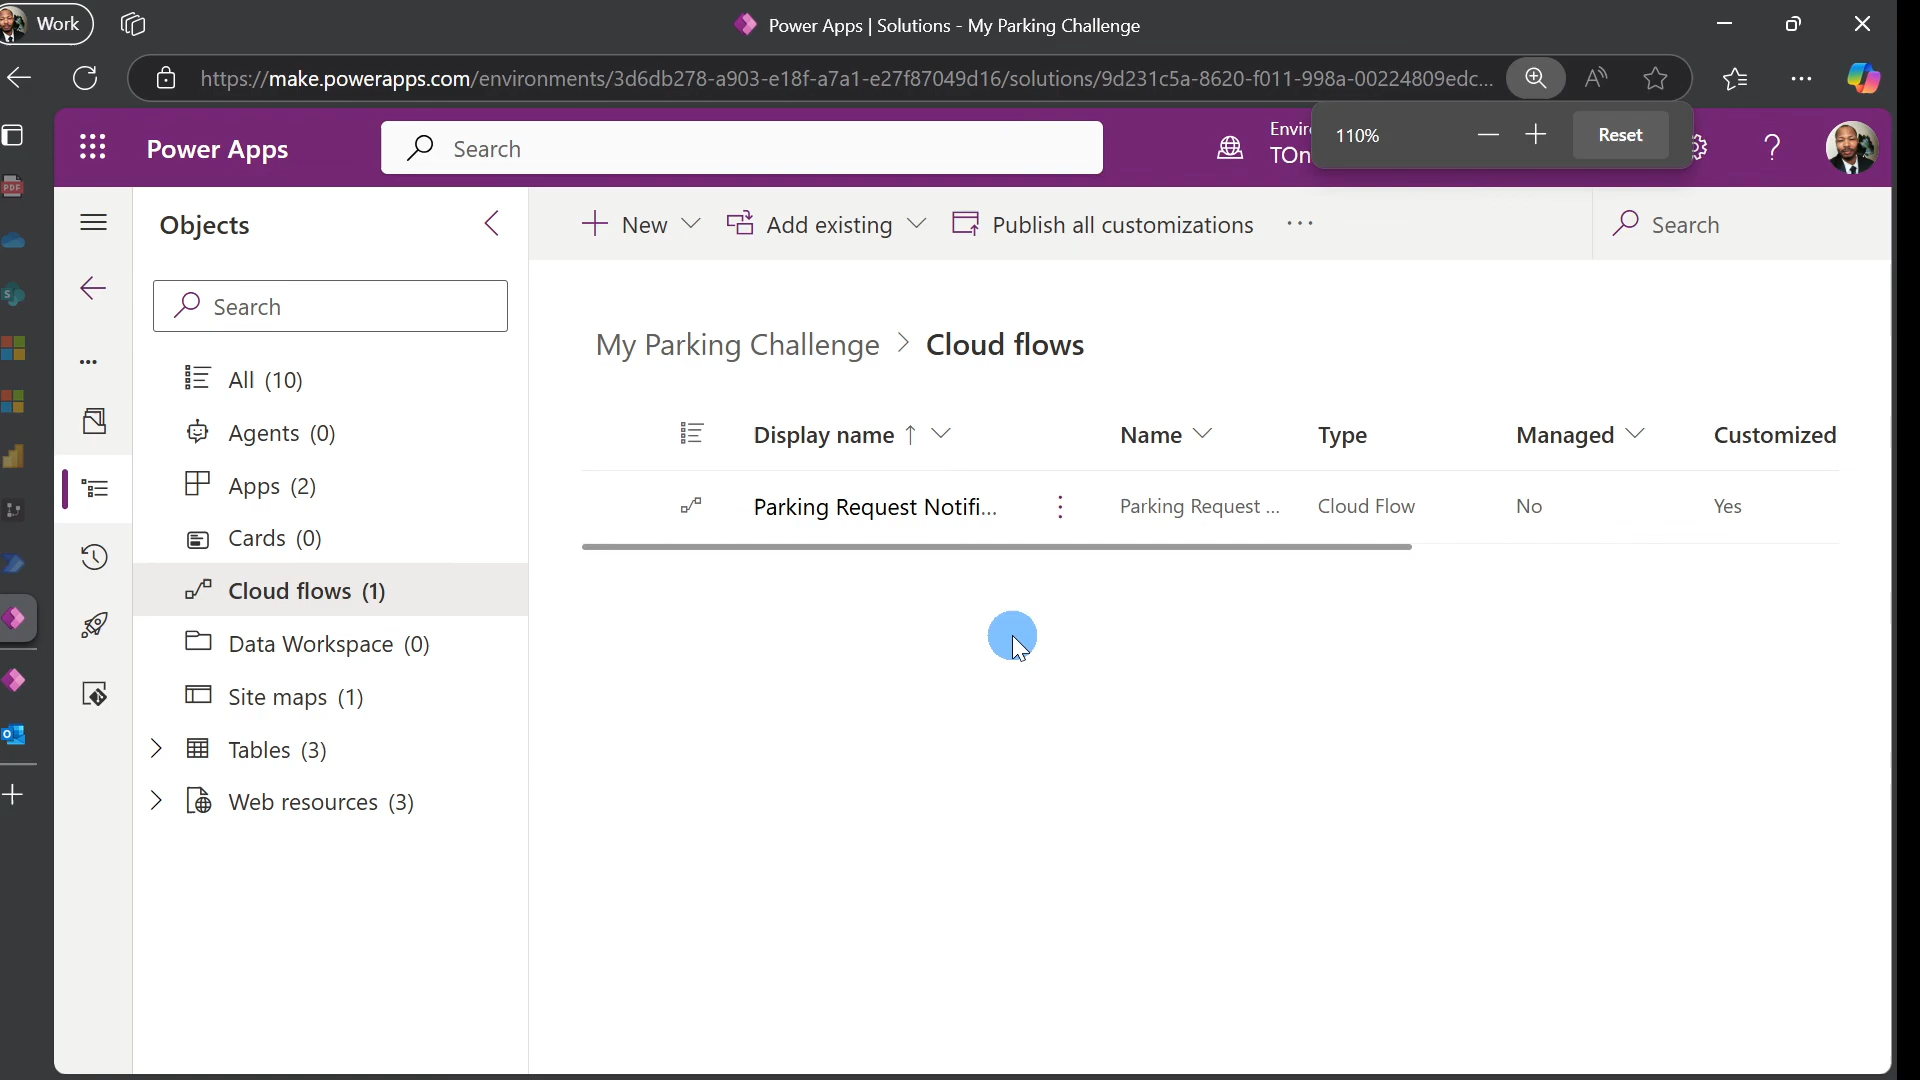 Work
Power Apps | Solutions - My Parking Challenge
https://make.powerapps.com/environments/3d6db278-a903-e18f-a7a1-e27f87049d16/solutions/9d231c5a-8620-f011-998a-00224809edc...
Power Apps
Search
Envir
TOn
110%
Reset
Objects
New
Add existing
Publish all customizations
Search
Search
My Parking Challenge > Cloud flows
All (10)
Agents (0)
Apps (2)
Cards (0)
Cloud flows (1)
Data Workspace (0)
Site maps (1)
Tables (3)
Web resources (3)
Display name ↑ Name Type Managed Customized
Parking Request Notifi... Parking Request ... Cloud Flow No Yes
PDF